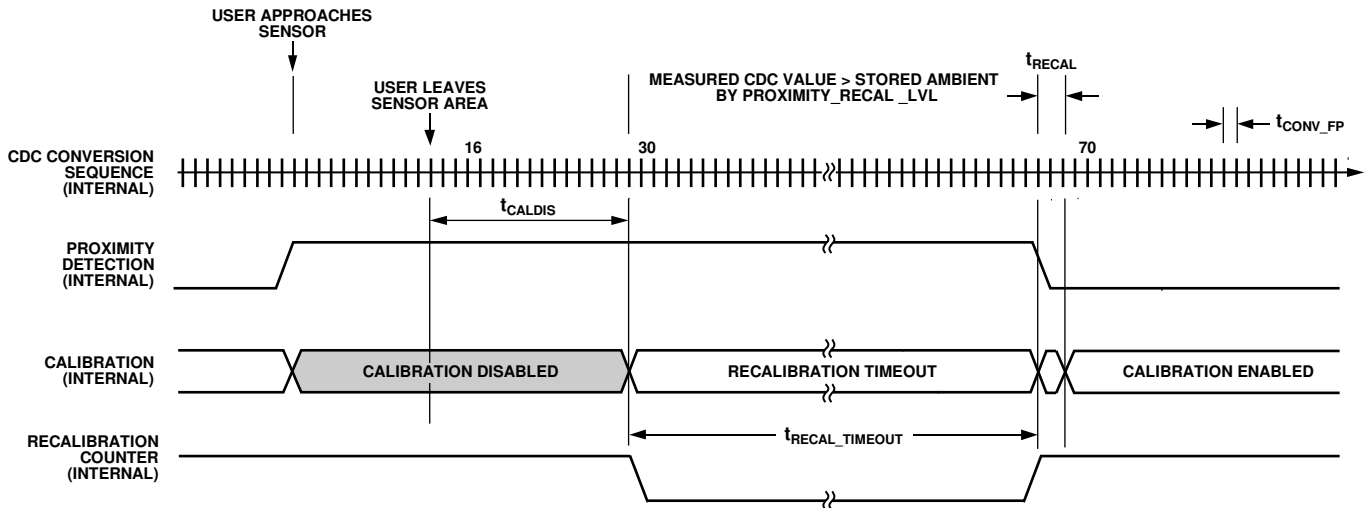 USER APPROACHES
SENSOR
USER LEAVES
SENSOR AREA
MEASURED CDC VALUE > STORED AMBIENT
BY PROXIMITY_RECAL _LVL
tRECAL
tCONV_FP
CDC CONVERSION
SEQUENCE
(INTERNAL)
16
30
70
tCALDIS
PROXIMITY
DETECTION
(INTERNAL)
CALIBRATION
(INTERNAL)
CALIBRATION DISABLED
RECALIBRATION TIMEOUT
CALIBRATION ENABLED
RECALIBRATION
COUNTER
(INTERNAL)
tRECAL_TIMEOUT